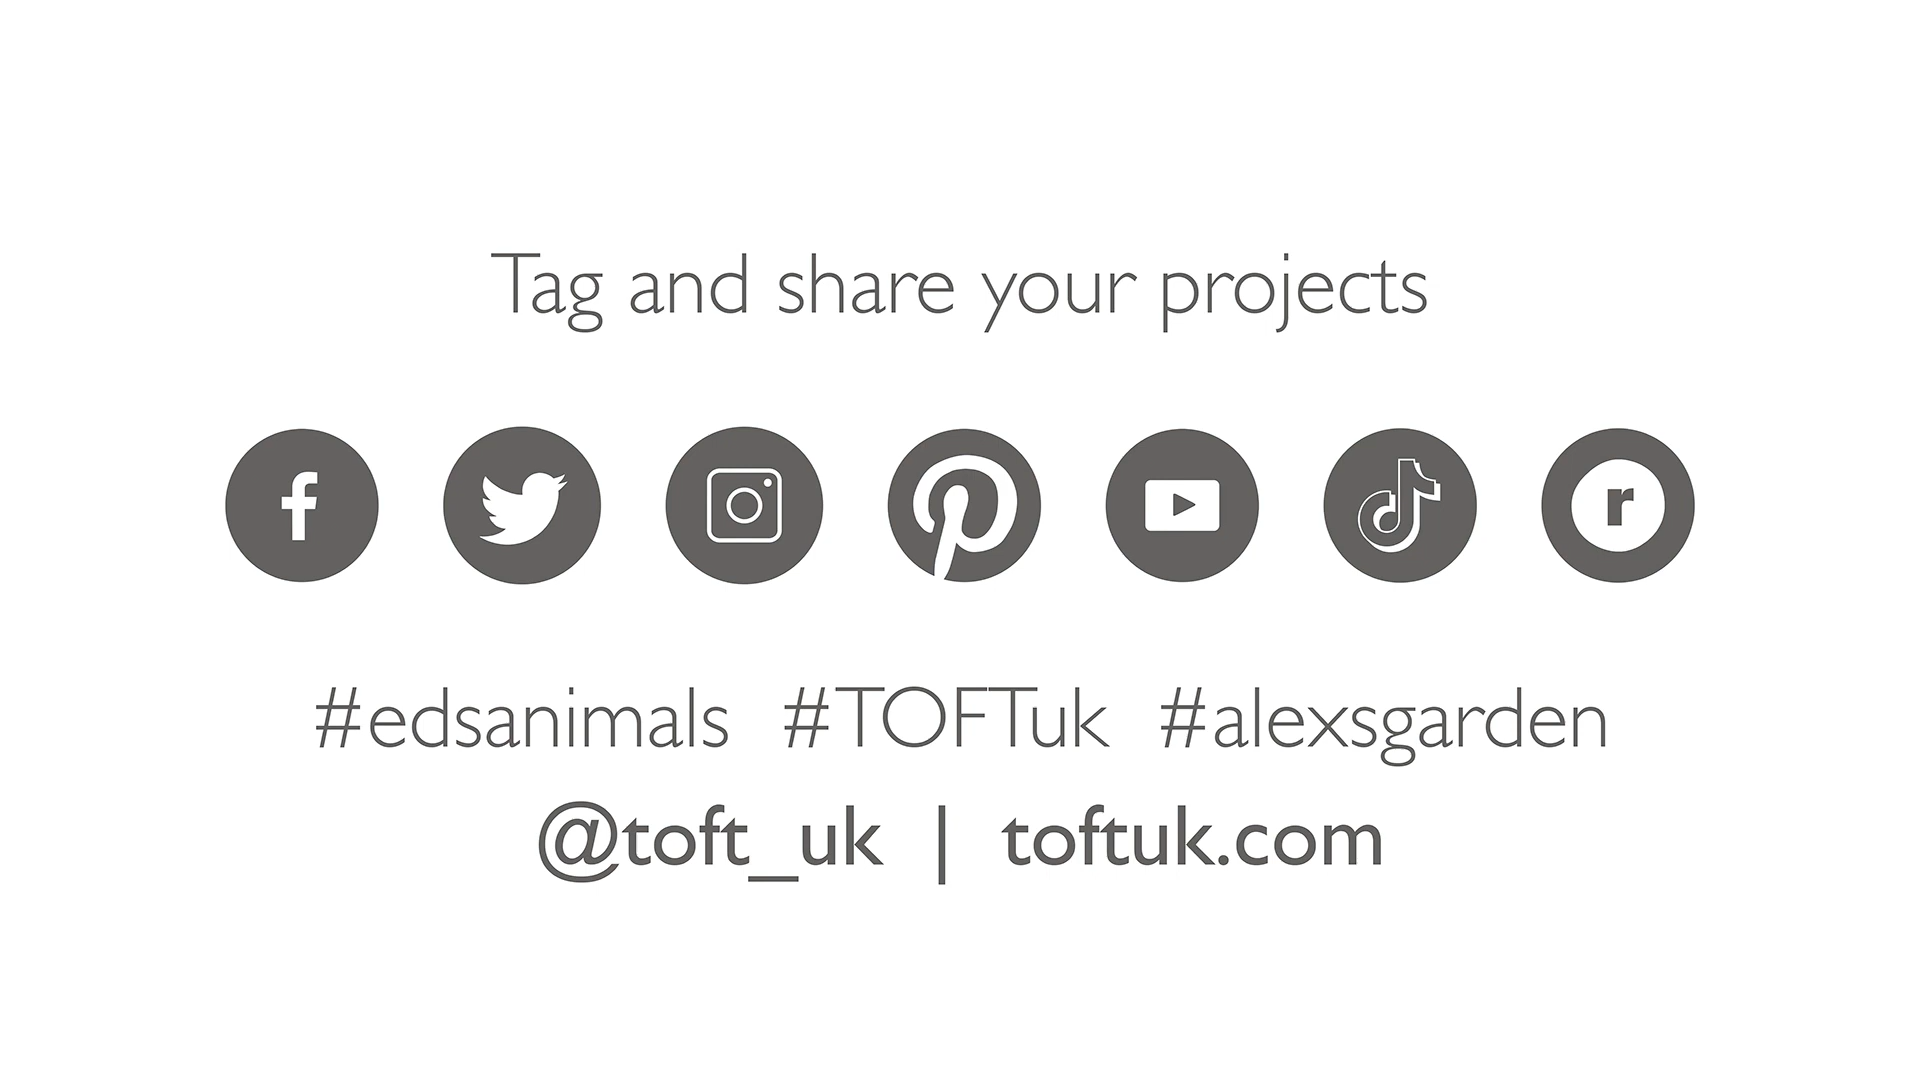 Tag and share your projects
f r
#edsanimals #TOFTuk #alexsgarden
@toft_uk | toftuk.com